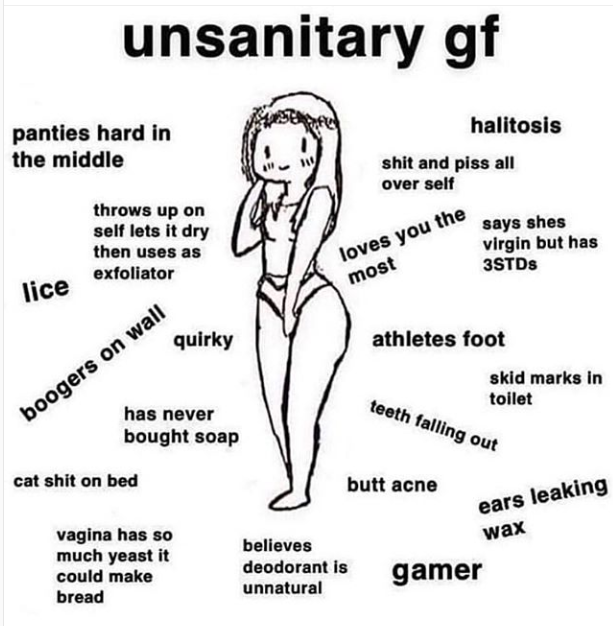 unsanitary gf
panties hard in
the middle
halitosis
shit and piss all
over self
throws up on
self lets it dry
then uses as
exfoliator
loves you the
most
says shes
virgin but has
3STDs
lice
boogers on wall
quirky
athletes foot
skid marks in
toilet
has never
bought soap
teeth falling out
cat shit on bed
butt acne
ears leaking
wax
vagina has so
much yeast it
could make
bread
believes
deodorant is
unnatural
gamer